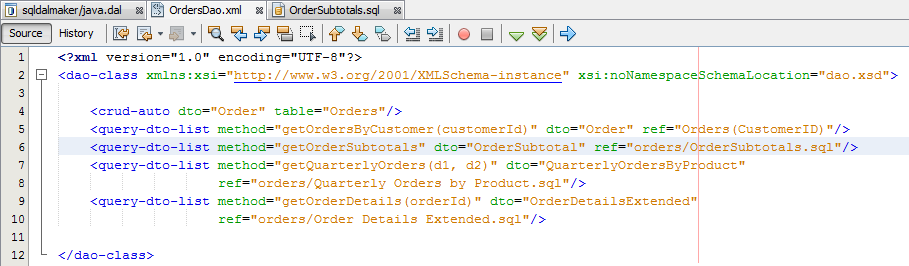 sqldalmaker/java.dal OrdersDao.xml OrderSubtotals.sql
Source History
1 <?xml version="1.0" encoding="UTF-8"?>
2 <dao-class xmlns:xsi="http://www.w3.org/2001/XMLSchema-instance" xsi:noNamespaceSchemaLocation="dao.xsd">
3
4 <crud-auto dto="Order" table="Orders"/>
5 <query-dto-list method="getOrdersByCustomer(customerId)" dto="Order" ref="Orders(CustomerID)"/>
6 <query-dto-list method="getOrderSubtotals" dto="OrderSubtotal" ref="orders/OrderSubtotals.sql"/>
7 <query-dto-list method="getQuarterlyOrders(d1, d2)" dto="QuarterlyOrdersByProduct"
8 ref="orders/Quarterly Orders by Product.sql"/>
9 <query-dto-list method="getOrderDetails(orderId)" dto="OrderDetailsExtended"
10 ref="orders/Order Details Extended.sql"/>
11
12 </dao-class>